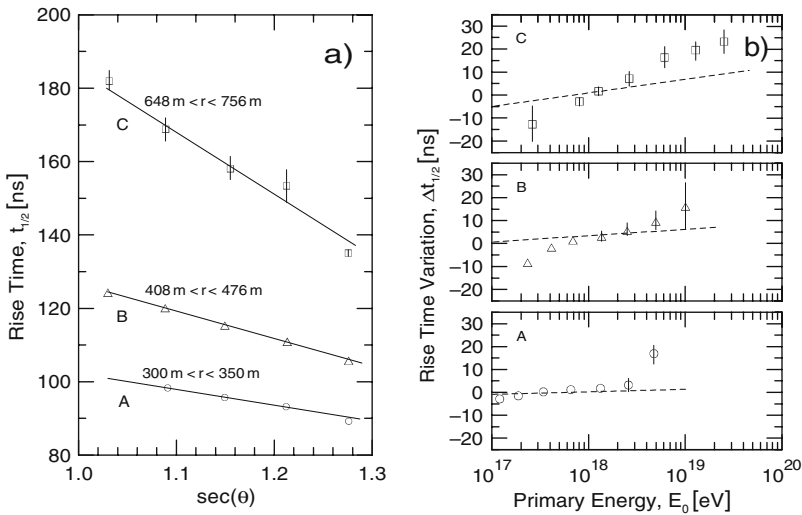 a)
Rise Time, t1/2 [ns]
200
180
160
140
120
100
80
648 m < r < 756 m
C
408 m < r < 476 m
B
300 m < r < 350 m
A
1.0 1.1 1.2 1.3
sec(θ)
b)
Rise Time Variation, Δt1/2 [ns]
C
30
20
10
0
−10
−20
B
30
20
10
0
−10
−20
A
30
20
10
0
−10
−20
10^17 10^18 10^19 10^20
Primary Energy, E0 [eV]